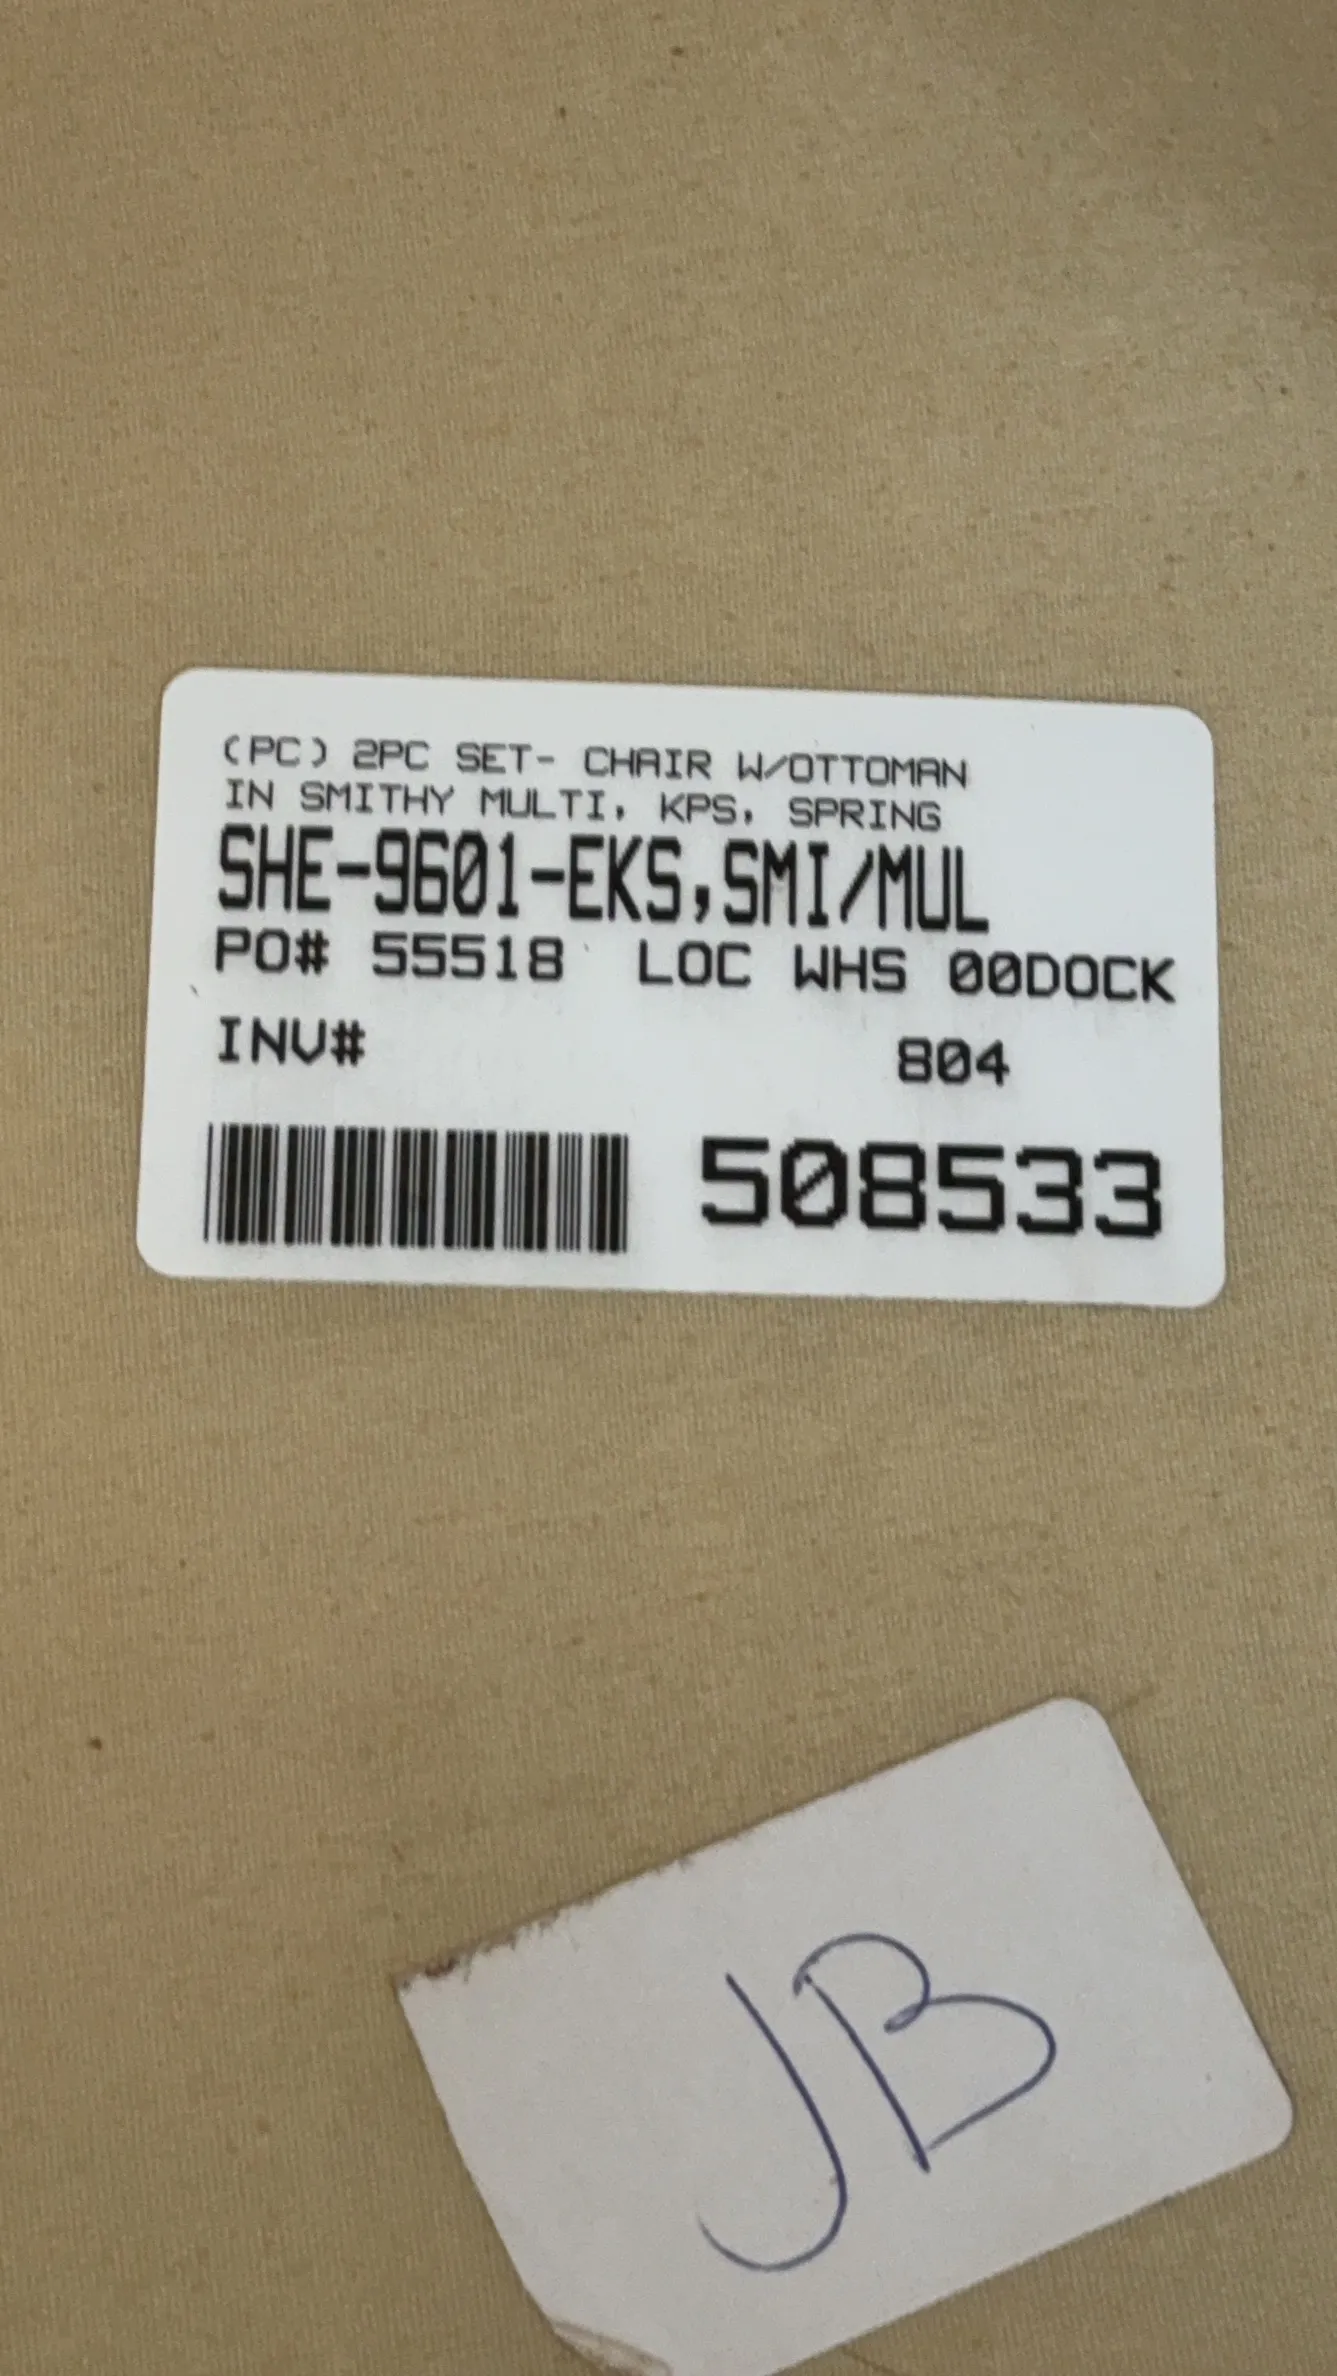 (PC) 2PC SET- CHAIR W/OTTOMAN
IN SMITHY MULTI, KPS, SPRING
SHE-9601-EKS,SMI/MUL
PO# 55518 LOC WHS 00DOCK
INV# 804
508533
JB